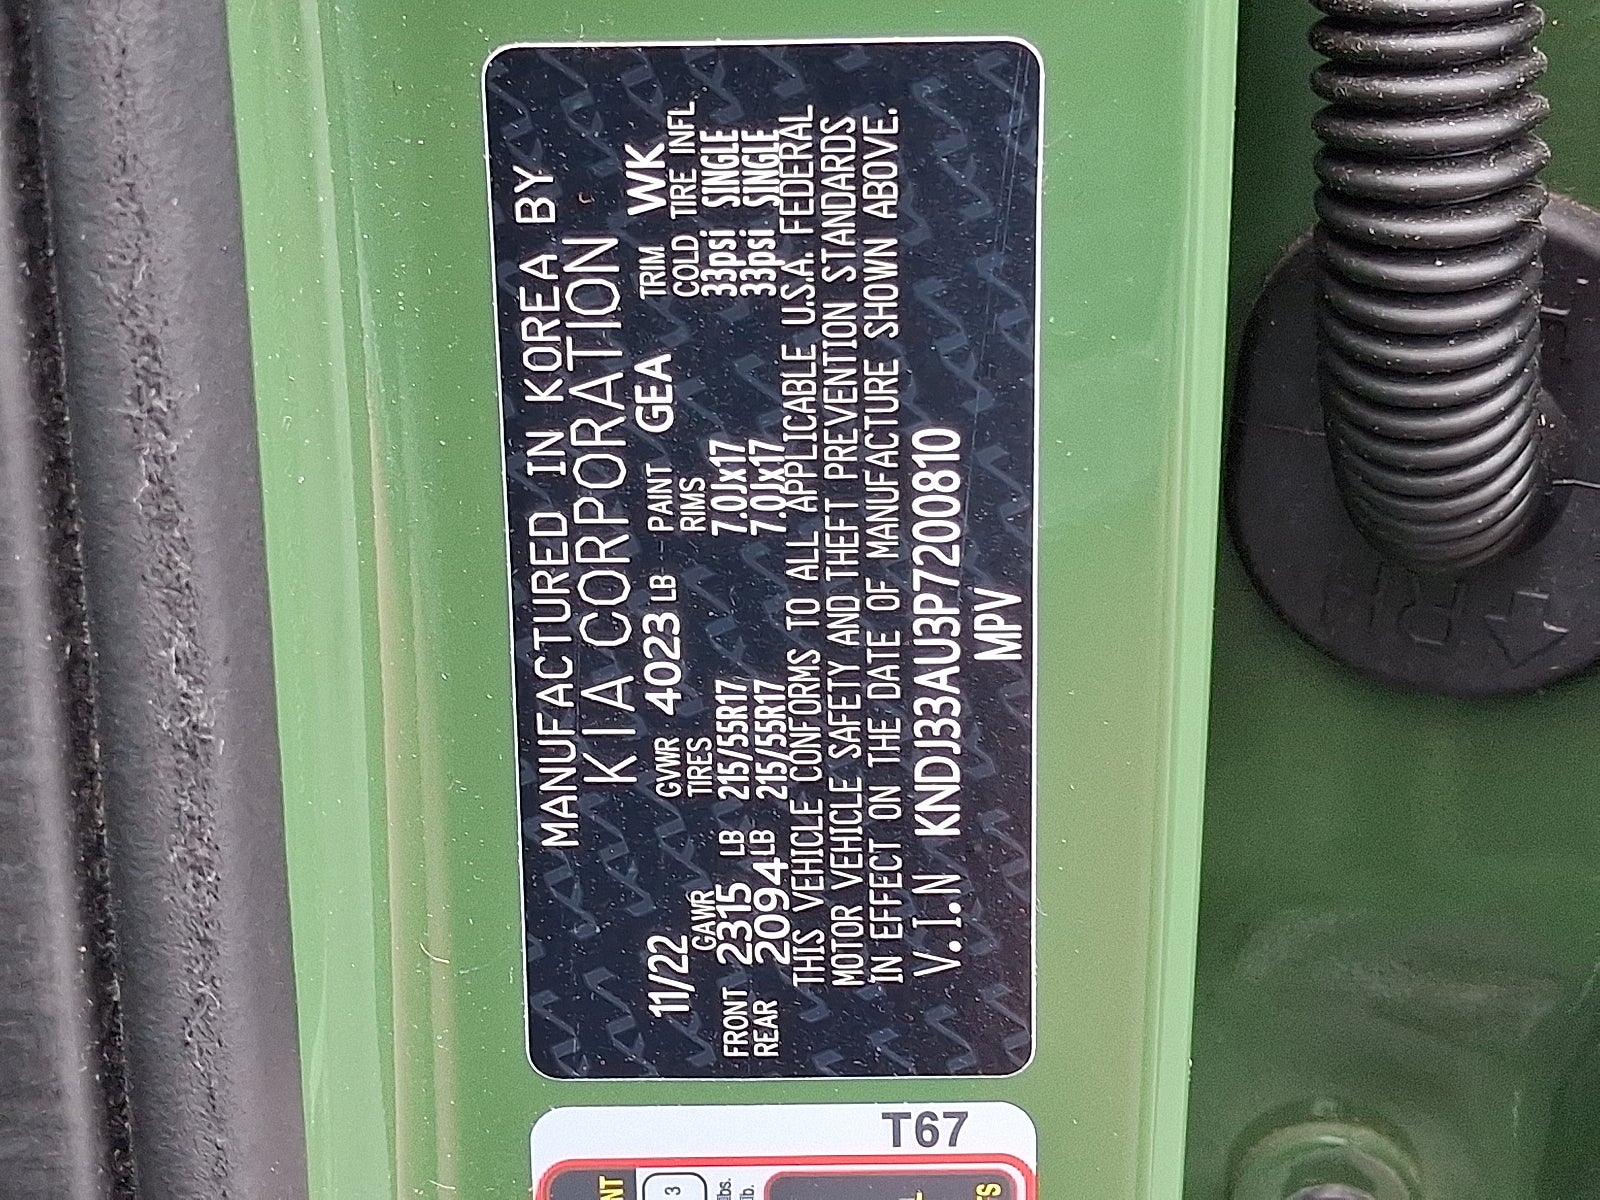 MANUFACTURED IN KOREA BY
KIA CORPORATION
11/22 GVWR 4023 LB PAINT GEA TRIM WK
GAWR TIRES RIMS COLD TIRE INFL
FRONT 2315 LB 215/55R17 7.0Jx17 33psi SINGLE
REAR 2094 LB 215/55R17 7.0Jx17 33psi SINGLE
THIS VEHICLE CONFORMS TO ALL APPLICABLE U.S.A. FEDERAL
MOTOR VEHICLE SAFETY AND THEFT PREVENTION STANDARDS
IN EFFECT ON THE DATE OF MANUFACTURE SHOWN ABOVE.
V.I.N KNDJ33AU3P7200810
MPV
T67
3